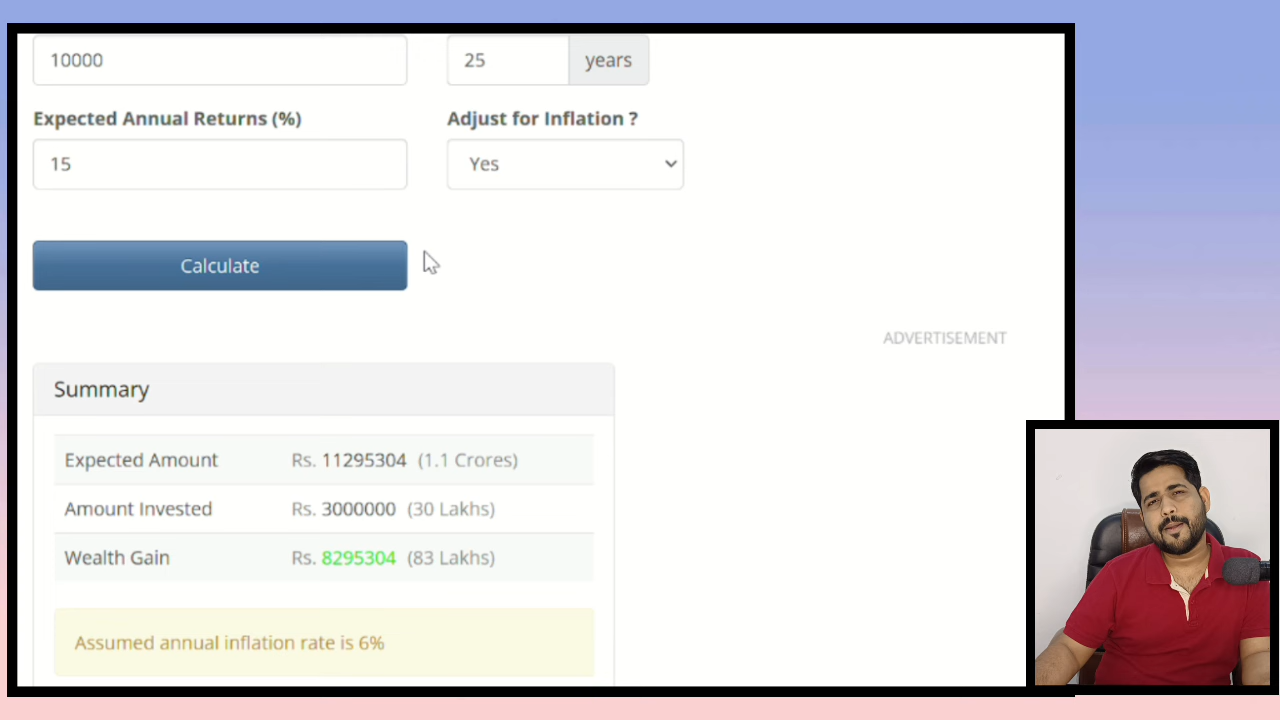 10000
25 years
Expected Annual Returns (%)
Adjust for Inflation ?
15
Yes
Calculate
ADVERTISEMENT
Summary
Expected Amount Rs. 11295304 (1.1 Crores)
Amount Invested Rs. 3000000 (30 Lakhs)
Wealth Gain Rs. 8295304 (83 Lakhs)
Assumed annual inflation rate is 6%